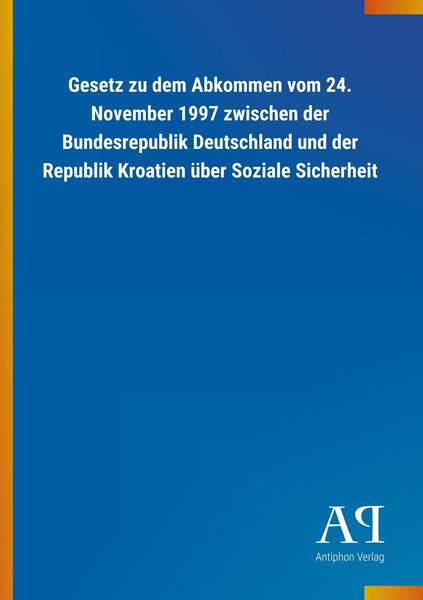 Gesetz zu dem Abkommen vom 24.
November 1997 zwischen der
Bundesrepublik Deutschland und der
Republik Kroatien über Soziale Sicherheit
AP
Antiphon Verlag